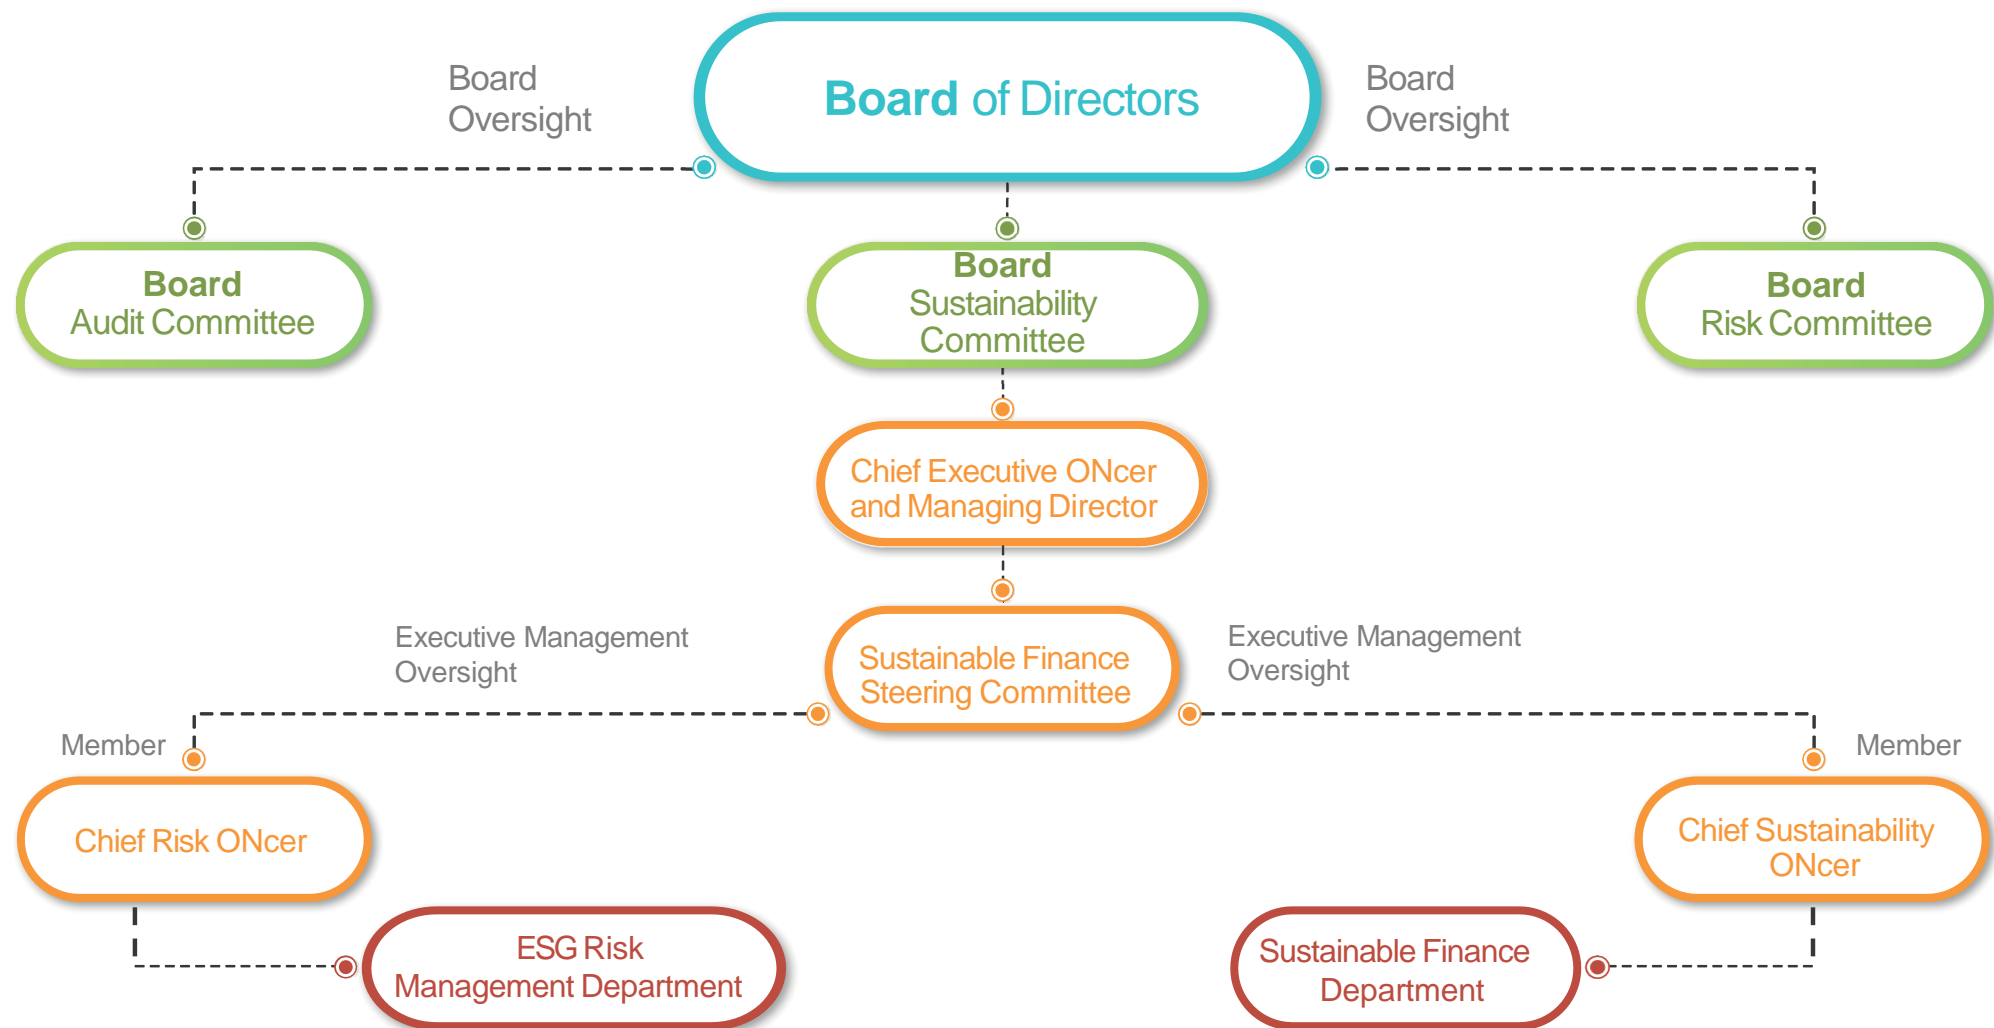 Board
Oversight
Board of Directors
Board
Oversight
Board
Audit Committee
Board
Sustainability
Committee
Board
Risk Committee
Chief Executive ONcer
and Managing Director
Executive Management
Oversight
Sustainable Finance
Steering Committee
Executive Management
Oversight
Member
Member
Chief Risk ONcer
Chief Sustainability
ONcer
ESG Risk
Management Department
Sustainable Finance
Department